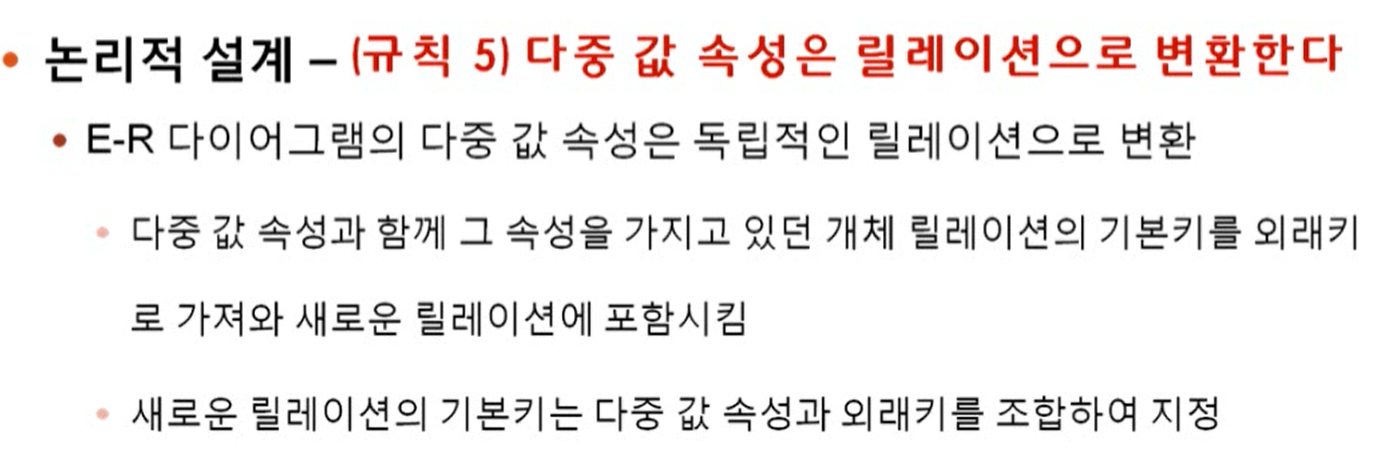 • 논리적 설계 – (규칙 5) 다중 값 속성은 릴레이션으로 변환한다
• E-R 다이어그램의 다중 값 속성은 독립적인 릴레이션으로 변환
• 다중 값 속성과 함께 그 속성을 가지고 있던 개체 릴레이션의 기본키를 외래키
로 가져와 새로운 릴레이션에 포함시킴
• 새로운 릴레이션의 기본키는 다중 값 속성과 외래키를 조합하여 지정